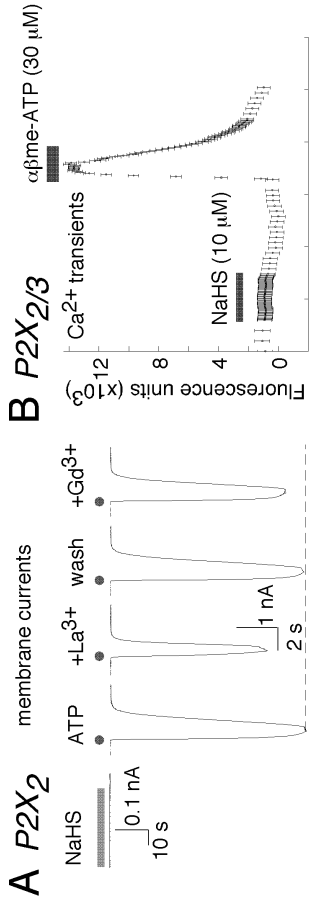 A P2X2
membrane currents
NaHS
ATP
+La3+
wash
+Gd3+
0.1 nA
10 s
1 nA
2 s
B P2X2/3
αβme-ATP (30 μM)
Ca2+ transients
NaHS (10 μM)
Fluorescence units (x103)
12
8
4
0